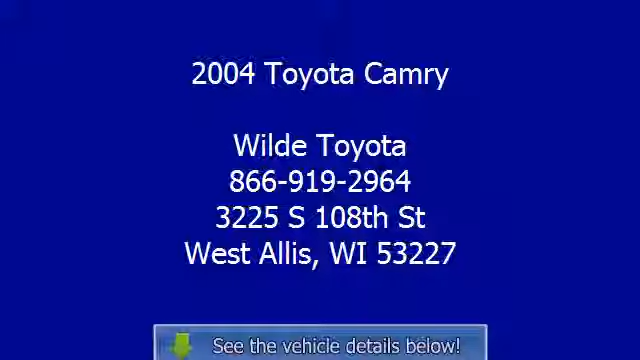 2004 Toyota Camry
Wilde Toyota
866-919-2964
3225 S 108th St
West Allis, WI 53227
See the vehicle details below!